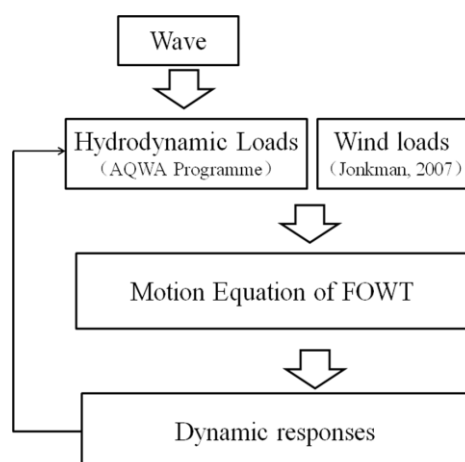 Wave
Hydrodynamic Loads
（AQWA Programme）
Wind loads
（Jonkman, 2007）
Motion Equation of FOWT
Dynamic responses